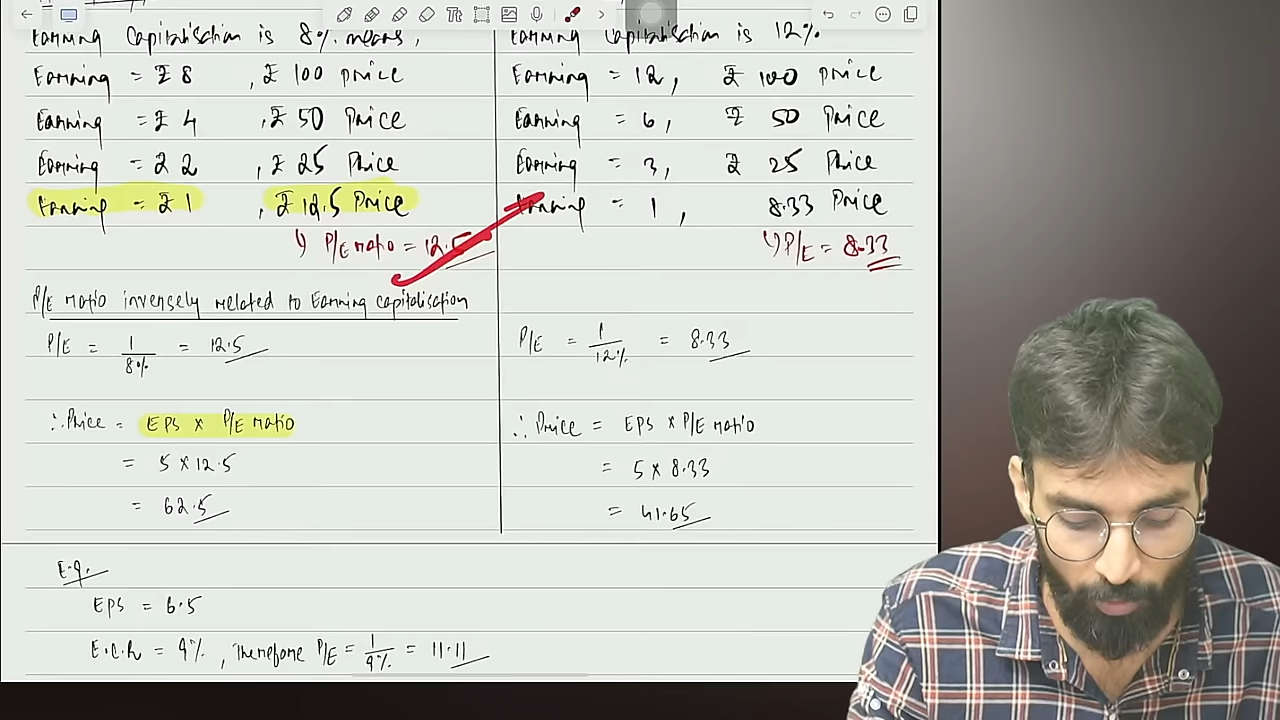 Earning Capitalisation is 8% means,
Earning = ₹ 8 , ₹ 100 price
Earning = ₹ 4 , ₹ 50 Price
Earning = ₹ 2 , ₹ 25 Price
Earning = ₹ 1 , ₹ 12.5 Price
↳ P/E ratio = 12.5
Earning Capitalisation is 12%.
Earning = 12, ₹ 100 price
Earning = 6, ₹ 50 Price
Earning = 3, ₹ 25 Price
Earning = 1, 8.33 Price
↳ P/E = 8.33
P/E ratio inversely related to Earning capitalisation
P/E = 1/8% = 12.5
∴ Price = EPS × P/E ratio
= 5 × 12.5
= 62.5
P/E = 1/12% = 8.33
∴ Price = EPS × P/E ratio
= 5 × 8.33
= 41.65
E.g.
EPS = 6.5
E.C.R = 9%, Therefore P/E = 1/9% = 11.11